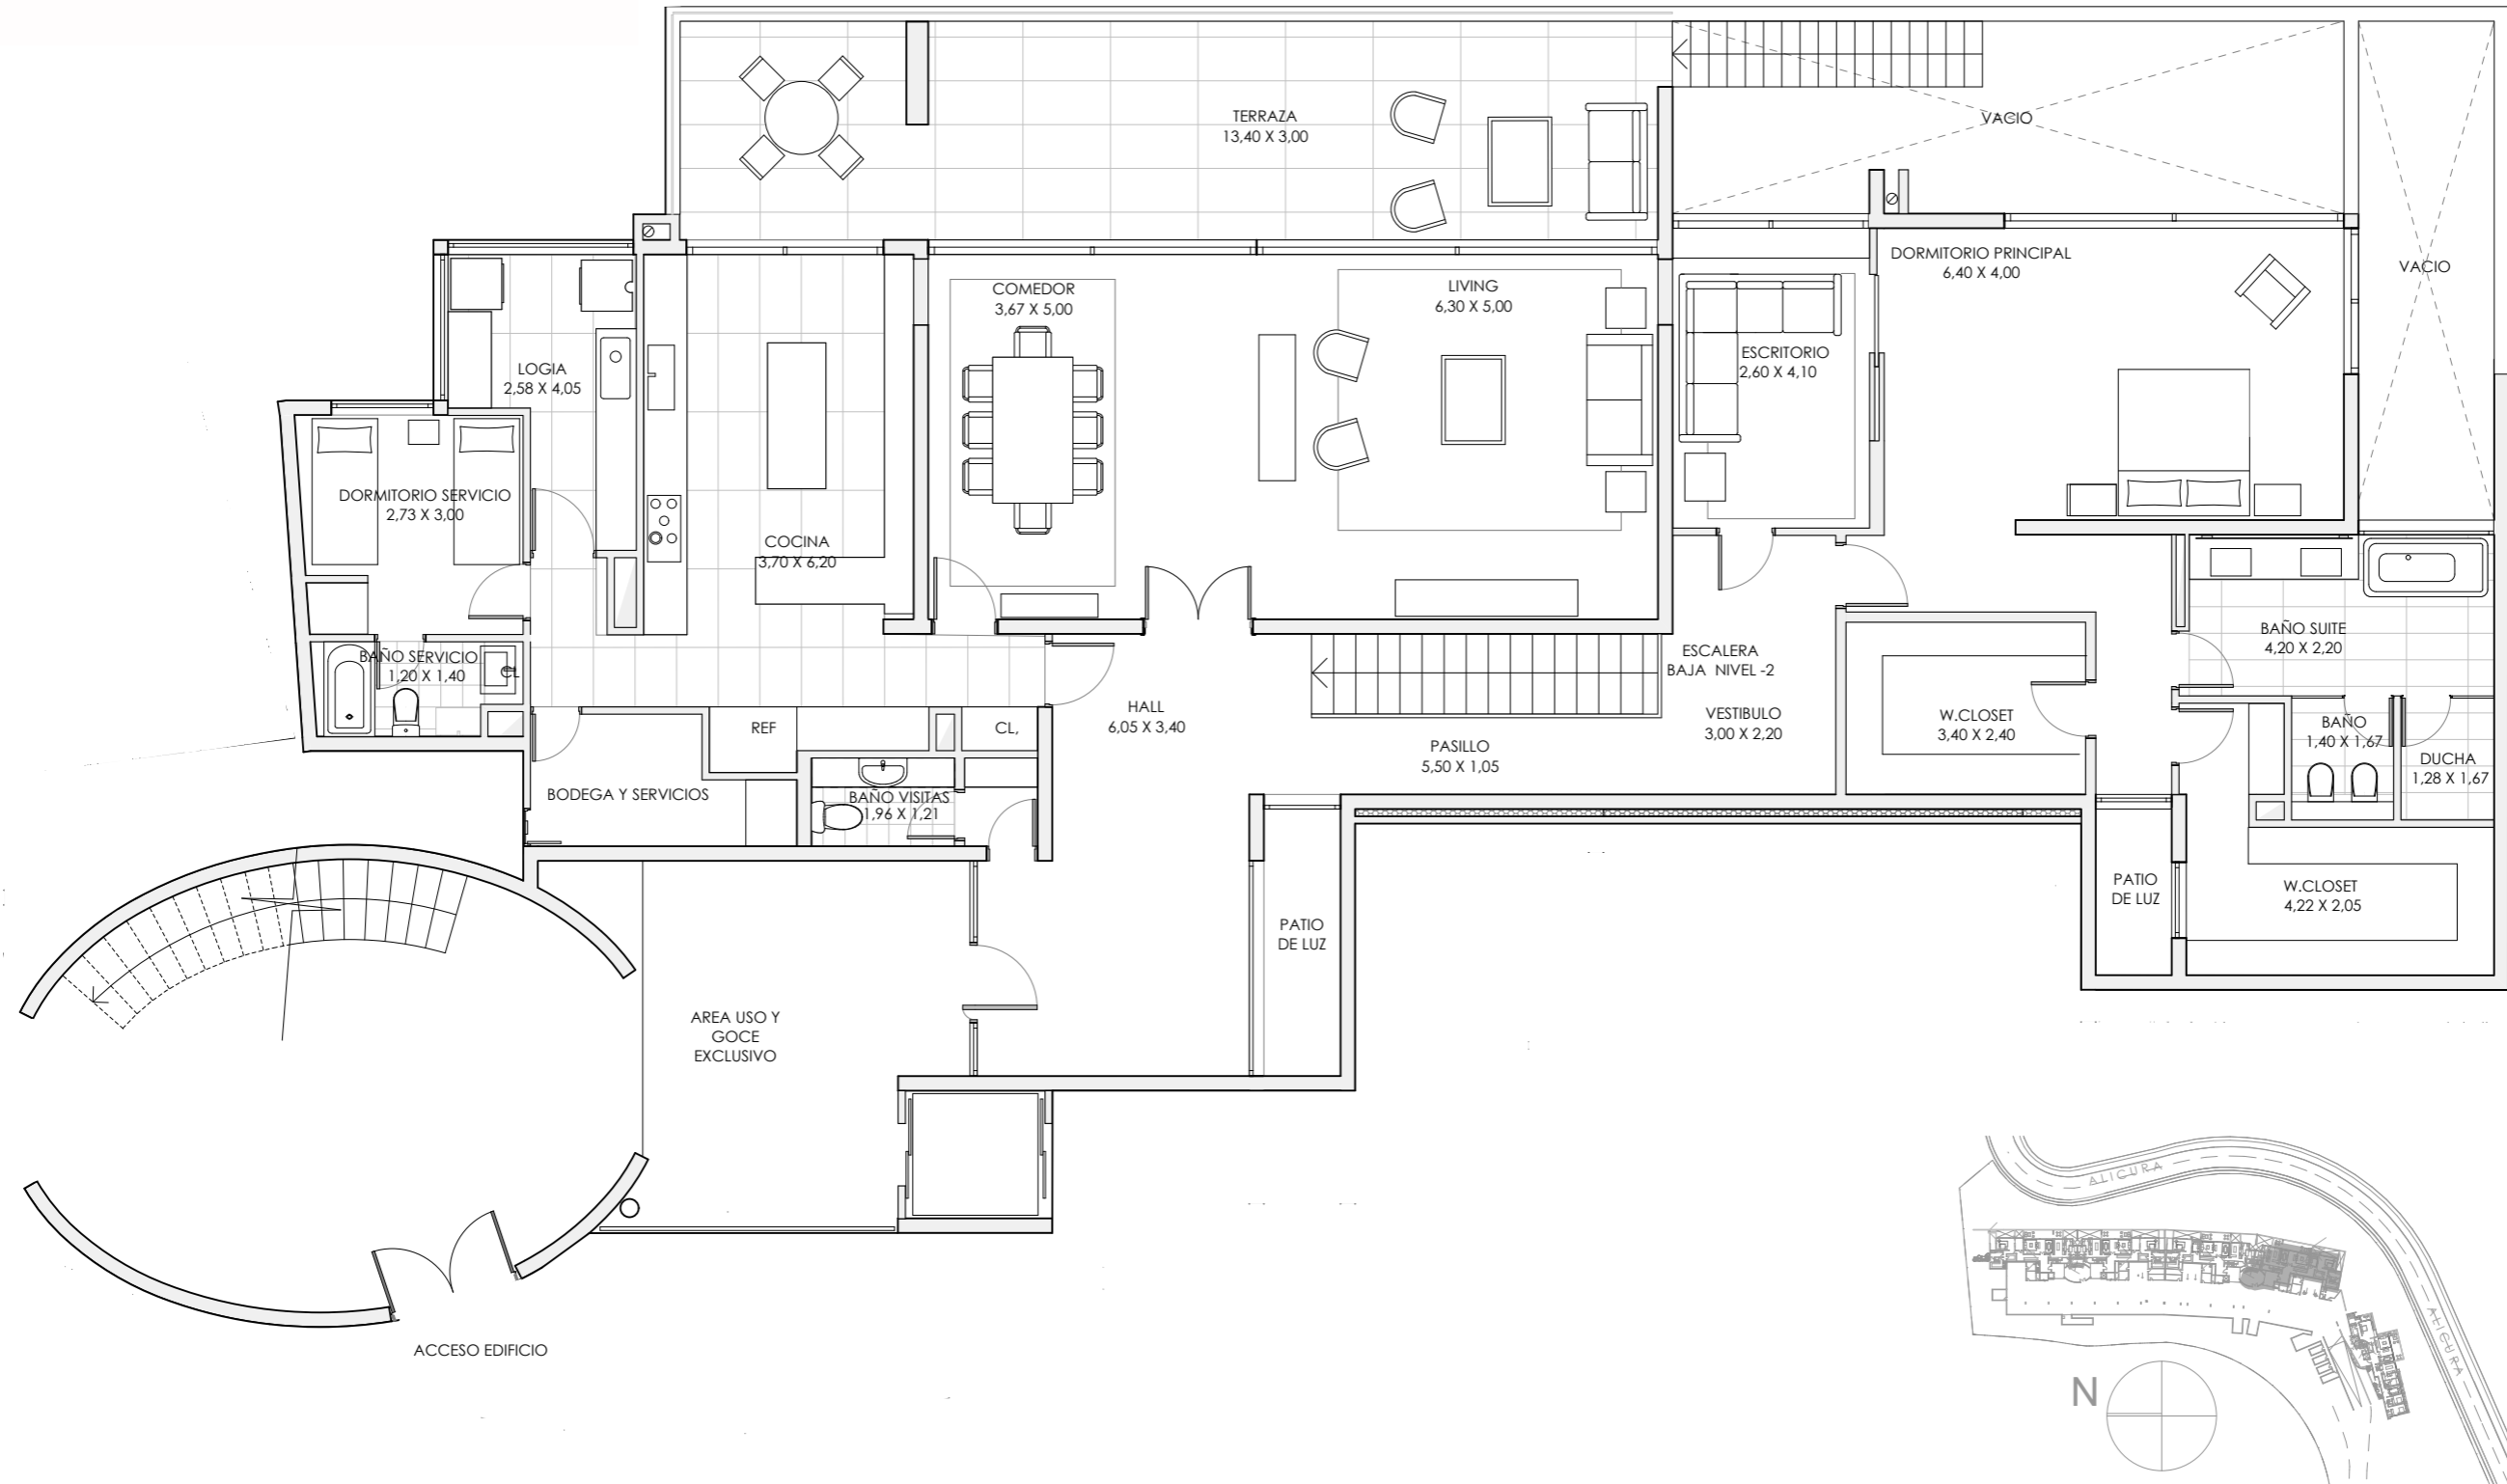 TERRAZA
13,40 X 3,00
VACIO
DORMITORIO PRINCIPAL
6,40 X 4,00
VACIO
COMEDOR
3,67 X 5,00
LIVING
6,30 X 5,00
LOGIA
2,58 X 4,05
ESCRITORIO
2,60 X 4,10
DORMITORIO SERVICIO
2,73 X 3,00
COCINA
3,70 X 6,20
BAÑO SERVICIO
1,20 X 1,40
CL
ESCALERA
BAJA NIVEL -2
BAÑO SUITE
4,20 X 2,20
HALL
6,05 X 3,40
REF
CL,
PASILLO
5,50 X 1,05
VESTIBULO
3,00 X 2,20
W.CLOSET
3,40 X 2,40
BAÑO
1,40 X 1,67
DUCHA
1,28 X 1,67
BODEGA Y SERVICIOS
BAÑO VISITAS
1,96 X 1,21
PATIO
DE LUZ
W.CLOSET
4,22 X 2,05
PATIO
DE LUZ
AREA USO Y
GOCE
EXCLUSIVO
ACCESO EDIFICIO
ALICURA
ALICURA
N